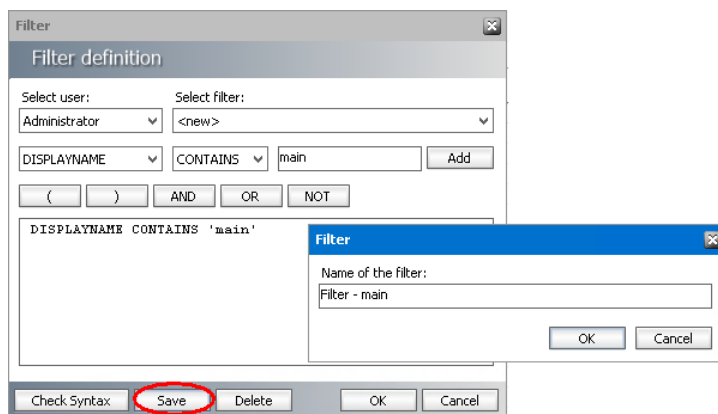 Filter
Filter definition
Select user: Select filter:
Administrator <new>
DISPLAYNAME CONTAINS main Add
( ) AND OR NOT
DISPLAYNAME CONTAINS 'main'
Filter
Name of the filter:
Filter - main
OK Cancel
Check Syntax Save Delete OK Cancel